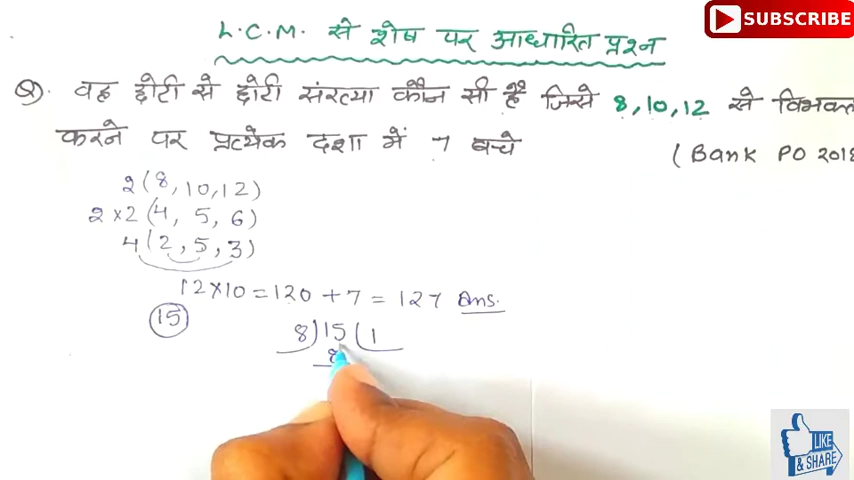 SUBSCRIBE
L.C.M. से शेष पर आधारित प्रश्न
Q). वह छोटी से छोटी संख्या कौन सी है जिसे 8, 10, 12 से विभक्त
करने पर प्रत्येक दशा में 7 बचे
(Bank PO 2018
2(8, 10, 12)
2×2(4, 5, 6)
4(2, 5, 3)
12×10 = 120 + 7 = 127 Ans.
15
8)15(1
8
LIKE
& SHARE